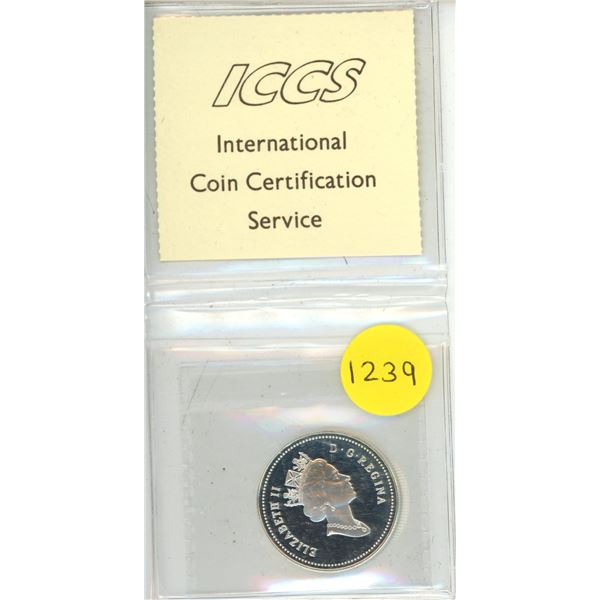 ICCS
International
Coin Certification
Service
1239
ELIZABETH II
D·G·REGINA